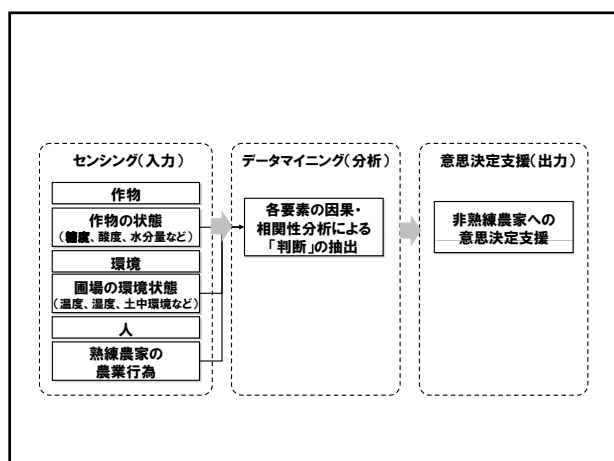 センシング(入力)
作物
作物の状態
(糖度、酸度、水分量など)
環境
圃場の環境状態
(温度、湿度、土中環境など)
人
熟練農家の
農業行為
データマイニング(分析)
各要素の因果・
相関性分析による
「判断」の抽出
意思決定支援(出力)
非熟練農家への
意思決定支援